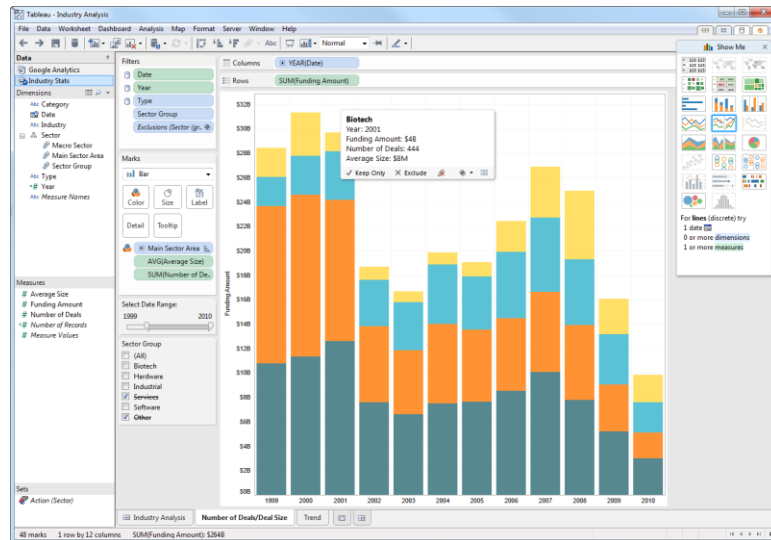 Tableau - Industry Analysis
File Data Worksheet Dashboard Analysis Map Format Server Window Help
Abc Normal
Data
Google Analytics
Industry Stats
Dimensions
Abc Category
Date
Abc Industry
Sector
Macro Sector
Main Sector Area
Sector Group
Abc Type
# Year
Abc Measure Names
Measures
# Average Size
# Funding Amount
# Number of Deals
# Number of Records
# Measure Values
Sets
Action (Sector)
Filters
Date
Year
Type
Sector Group
Exclusions (Sector (gr..
Marks
Bar
Color Size Label
Detail Tooltip
Main Sector Area
AVG(Average Size)
SUM(Number of De..
Select Date Range:
1999 2010
Sector Group
(All)
Biotech
Hardware
Industrial
Services
Software
Other
Columns YEAR(Date)
Rows SUM(Funding Amount)
Funding Amount
$32B
$30B
$28B
$26B
$24B
$22B
$20B
$18B
$16B
$14B
$12B
$10B
$8B
$6B
$4B
$2B
$0B
Biotech
Year: 2001
Funding Amount: $4B
Number of Deals: 444
Average Size: $8M
Keep Only Exclude
1999 2000 2001 2002 2003 2004 2005 2006 2007 2008 2009 2010
Show Me
For lines (discrete) try
1 date
0 or more dimensions
1 or more measures
Industry Analysis Number of Deals/Deal Size Trend
48 marks 1 row by 12 columns SUM(Funding Amount): $264B